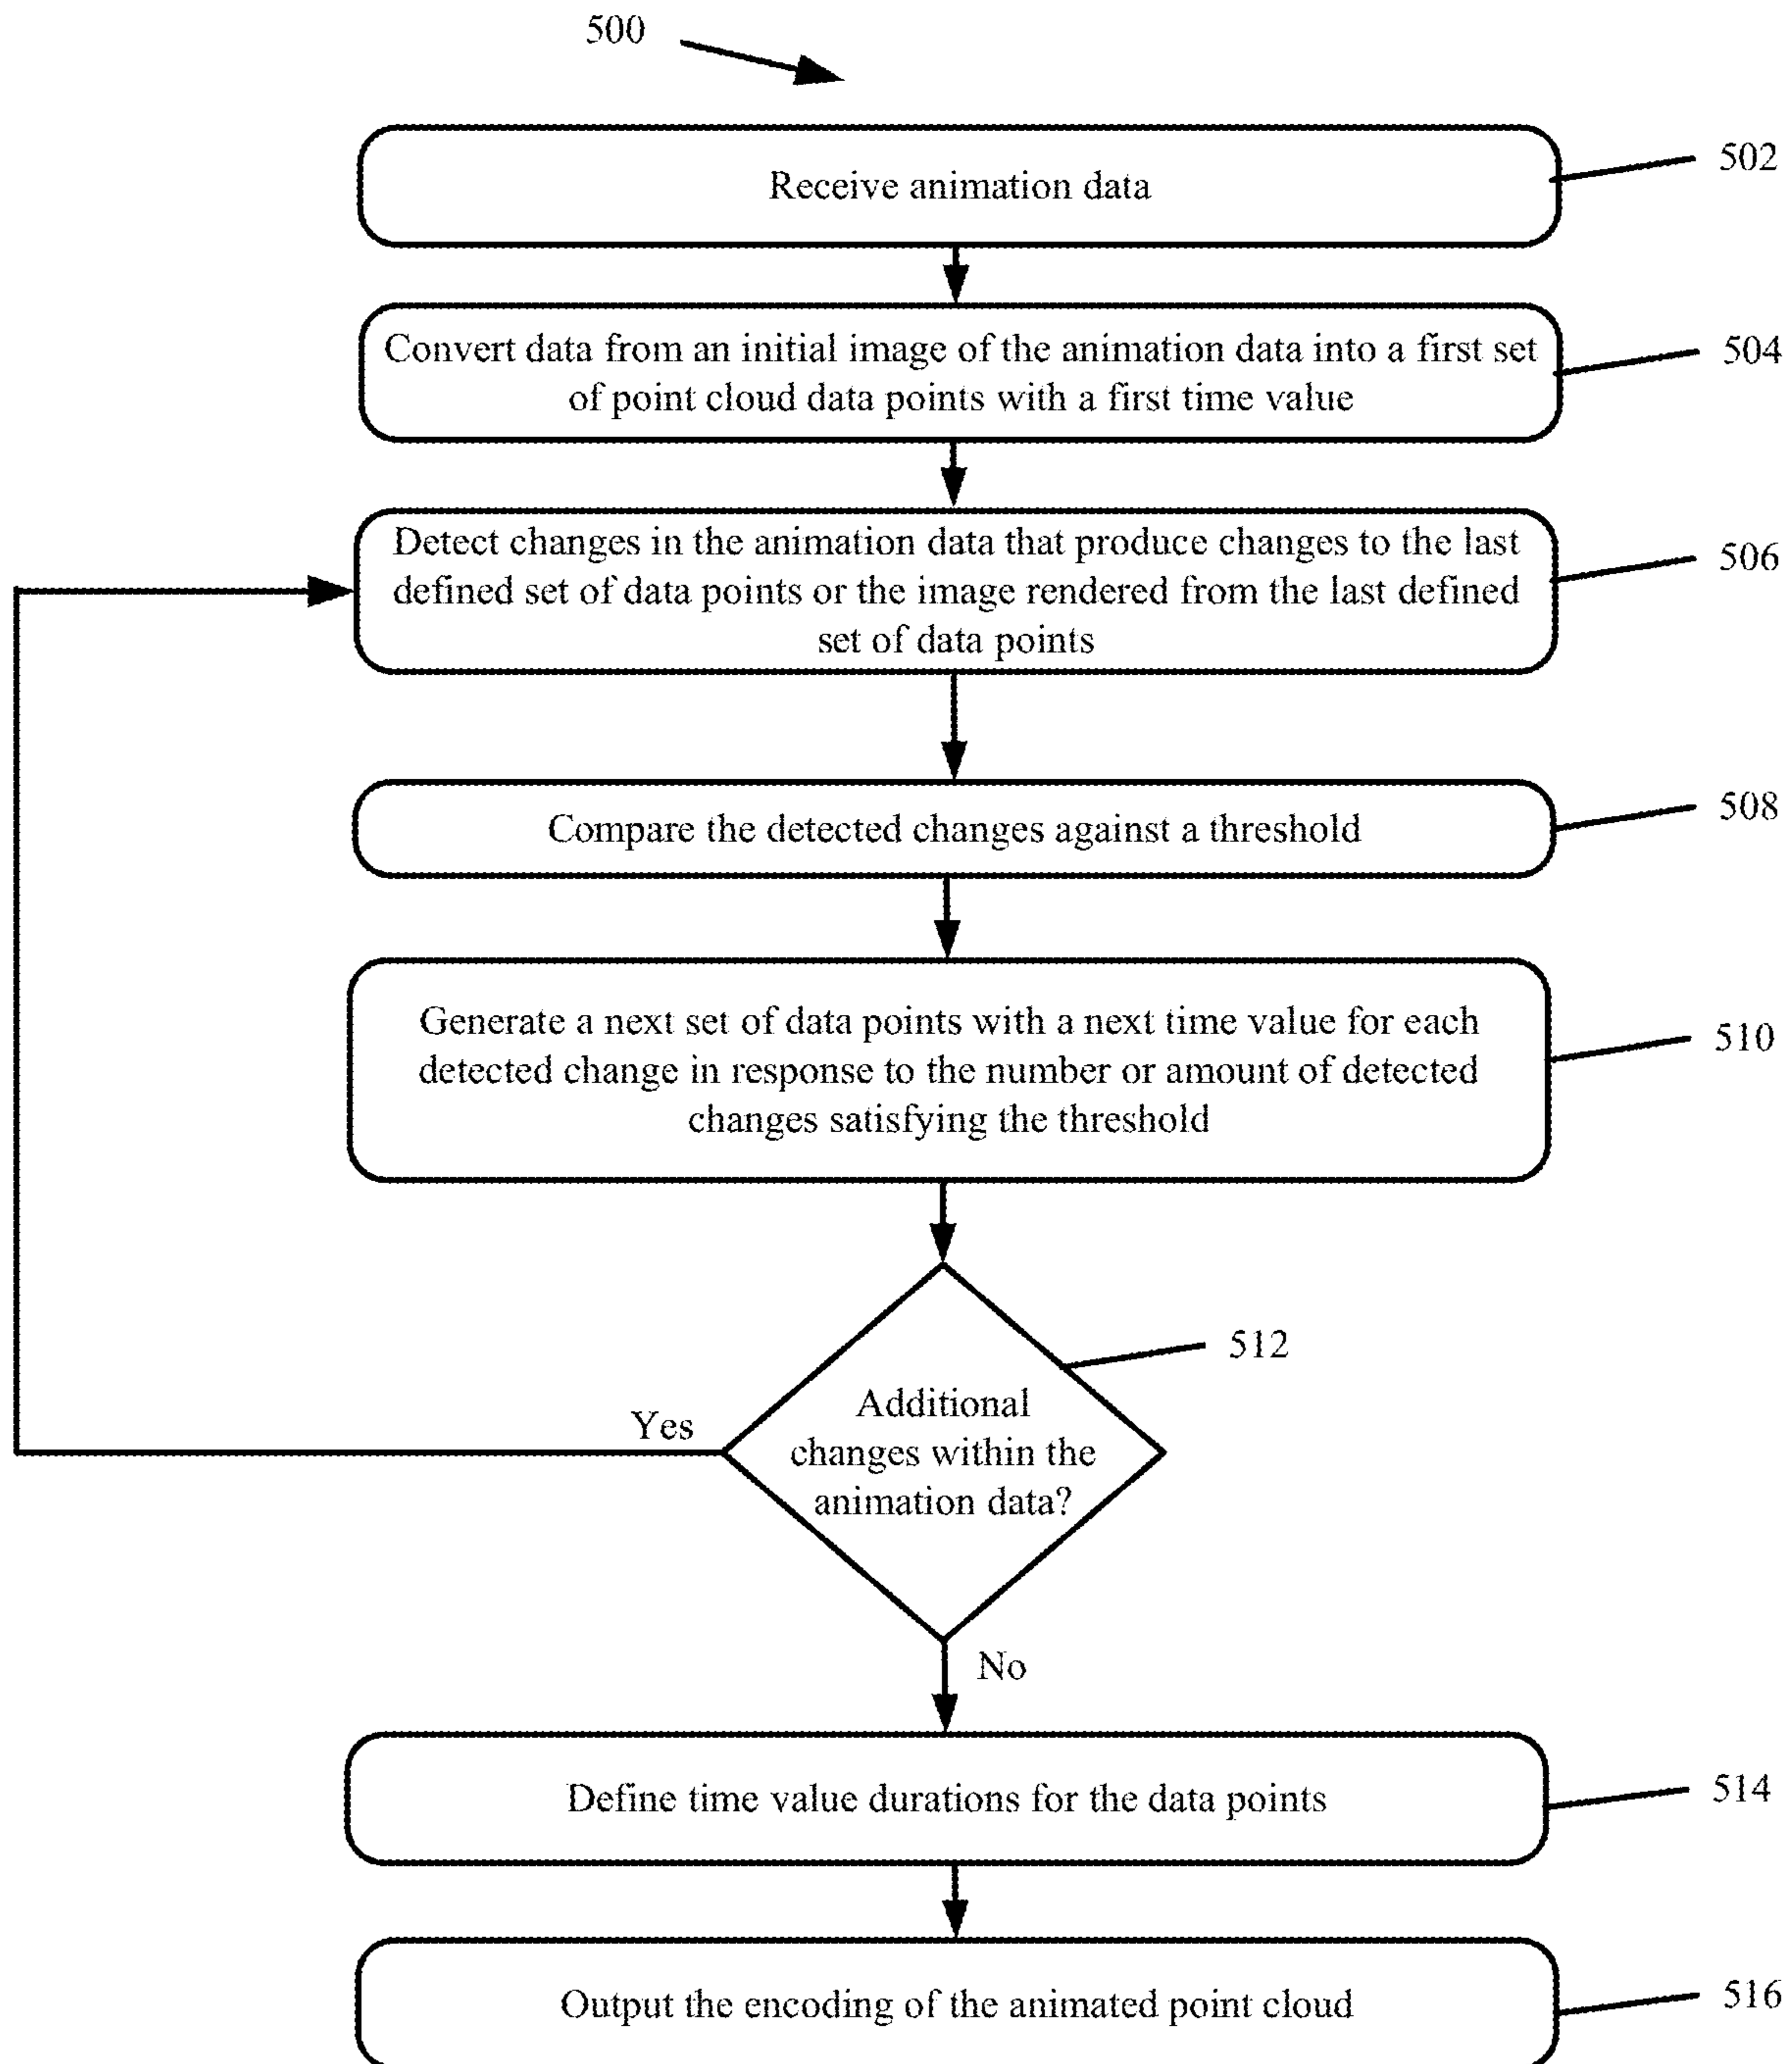 500
Receive animation data
502
Convert data from an initial image of the animation data into a first set
of point cloud data points with a first time value
504
Detect changes in the animation data that produce changes to the last
defined set of data points or the image rendered from the last defined
set of data points
506
Compare the detected changes against a threshold
508
Generate a next set of data points with a next time value for each
detected change in response to the number or amount of detected
changes satisfying the threshold
510
512
Additional
changes within the
animation data?
Yes
No
Define time value durations for the data points
514
Output the encoding of the animated point cloud
516